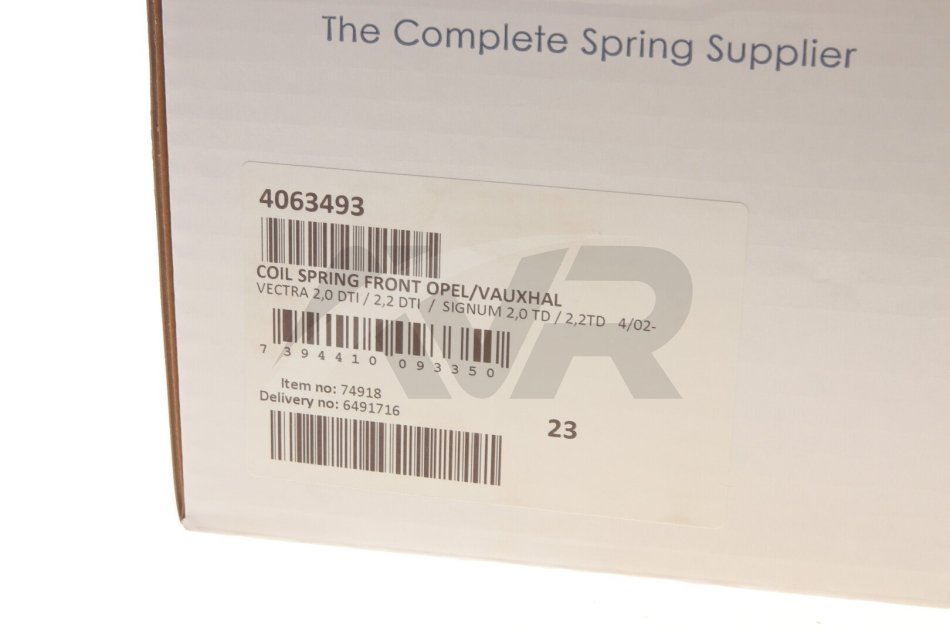 The Complete Spring Supplier
4063493
COIL SPRING FRONT OPEL/VAUXHAL
VECTRA 2,0 DTI / 2,2 DTI / SIGNUM 2,0 TD / 2,2TD 4/02-
7 394410 093350
Item no: 74918
Delivery no: 6491716
23
VR